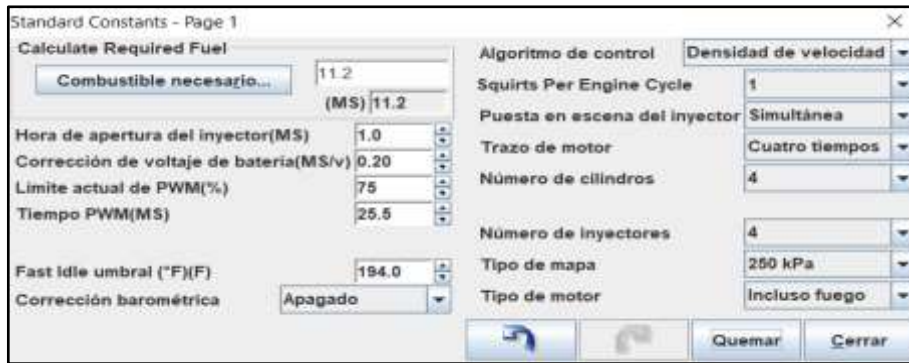 Standard Constants - Page 1
Calculate Required Fuel
Combustible necesario...
11.2
(MS) 11.2
Hora de apertura del inyector(MS) 1.0
Corrección de voltaje de batería(MS/v) 0.20
Límite actual de PWM(%) 75
Tiempo PWM(MS) 25.5
Fast Idle umbral (°F)(F) 194.0
Corrección barométrica Apagado
Algoritmo de control Densidad de velocidad
Squirts Per Engine Cycle 1
Puesta en escena del inyector Simultánea
Trazo de motor Cuatro tiempos
Número de cilindros 4
Número de inyectores 4
Tipo de mapa 250 kPa
Tipo de motor Incluso fuego
Quemar Cerrar